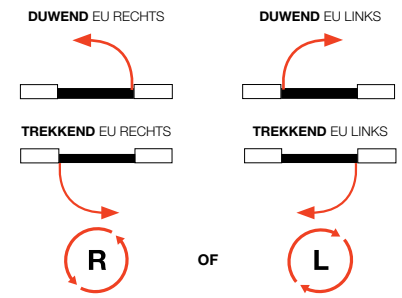 DUWEND EU RECHTS
DUWEND EU LINKS
TREKKEND EU RECHTS
TREKKEND EU LINKS
R OF L